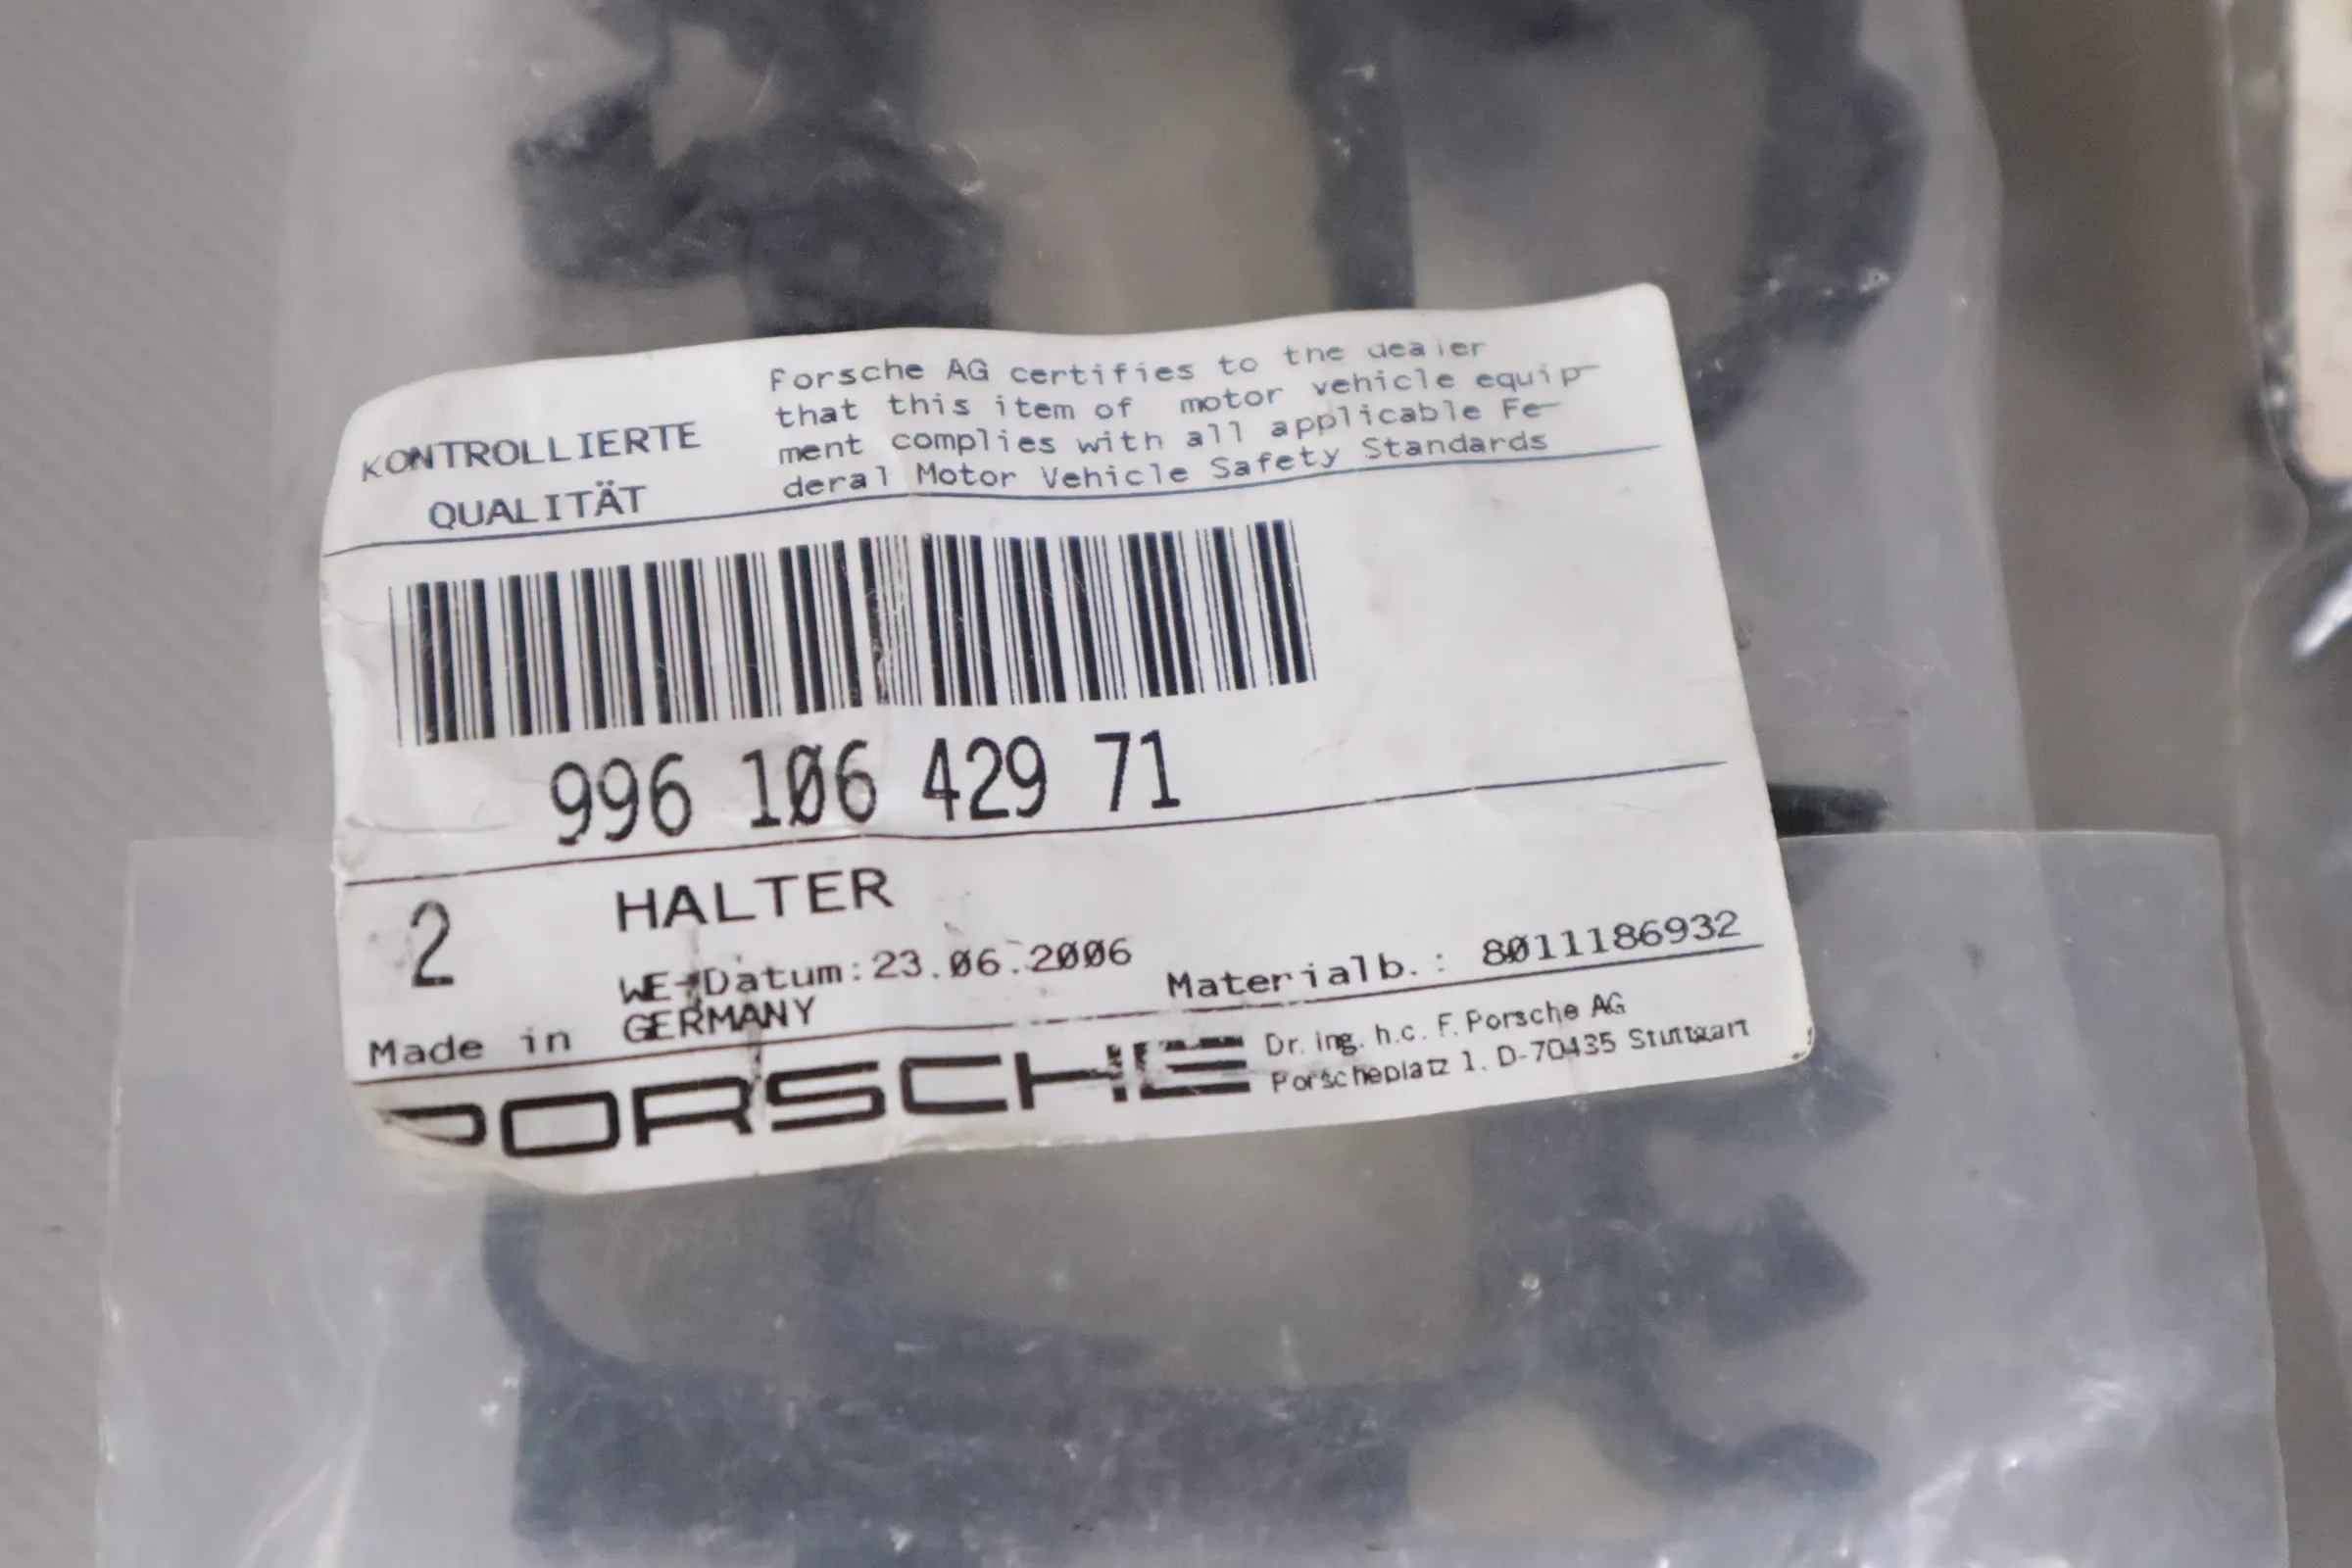 KONTROLLIERTE
QUALITÄT
Porsche AG certifies to the dealer
that this item of motor vehicle equip-
ment complies with all applicable Fe-
deral Motor Vehicle Safety Standards
996 106 429 71
2 HALTER
WE-Datum:23.06.2006 Materialb.: 8011186932
Made in GERMANY
PORSCHE
Dr. Ing. h.c. F. Porsche AG
Porscheplatz 1. D-70435 Stuttgart